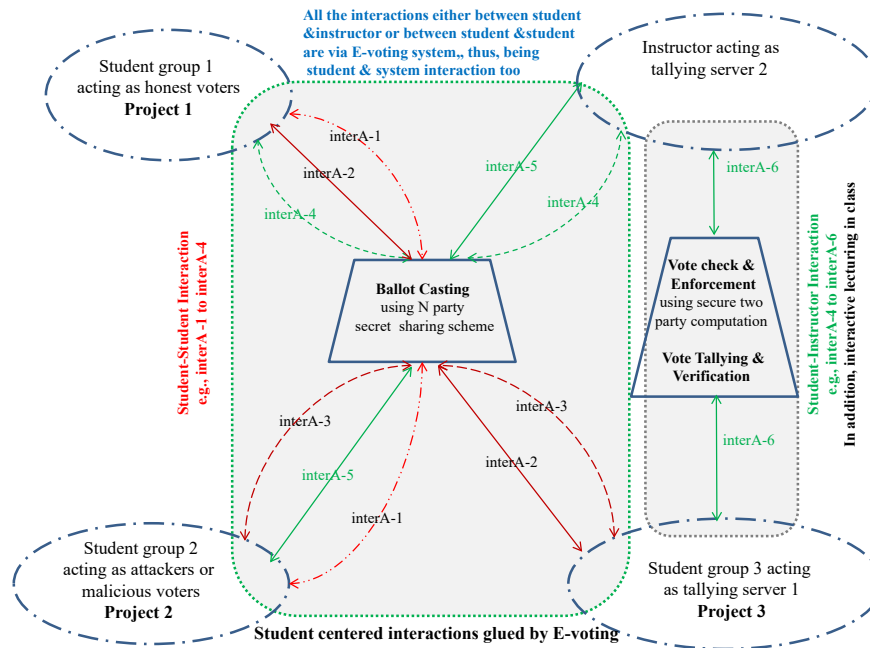 All the interactions either between student
&instructor or between student &student
are via E-voting system,, thus, being
student & system interaction too
Student group 1
acting as honest voters
Project 1
Instructor acting as
tallying server 2
interA-1
interA-2
interA-4
interA-5
interA-4
interA-6
Student-Student Interaction
e.g., interA -1 to interA-4
Ballot Casting
using N party
secret sharing scheme
Vote check &
Enforcement
using secure two
party computation
Vote Tallying &
Verification
Student-Instructor Interaction
e.g., interA-4 to interA-6
In addition, interactive lecturing in class
interA-3
interA-5
interA-1
interA-3
interA-2
interA-6
Student group 2
acting as attackers or
malicious voters
Project 2
Student group 3 acting
as tallying server 1
Project 3
Student centered interactions glued by E-voting